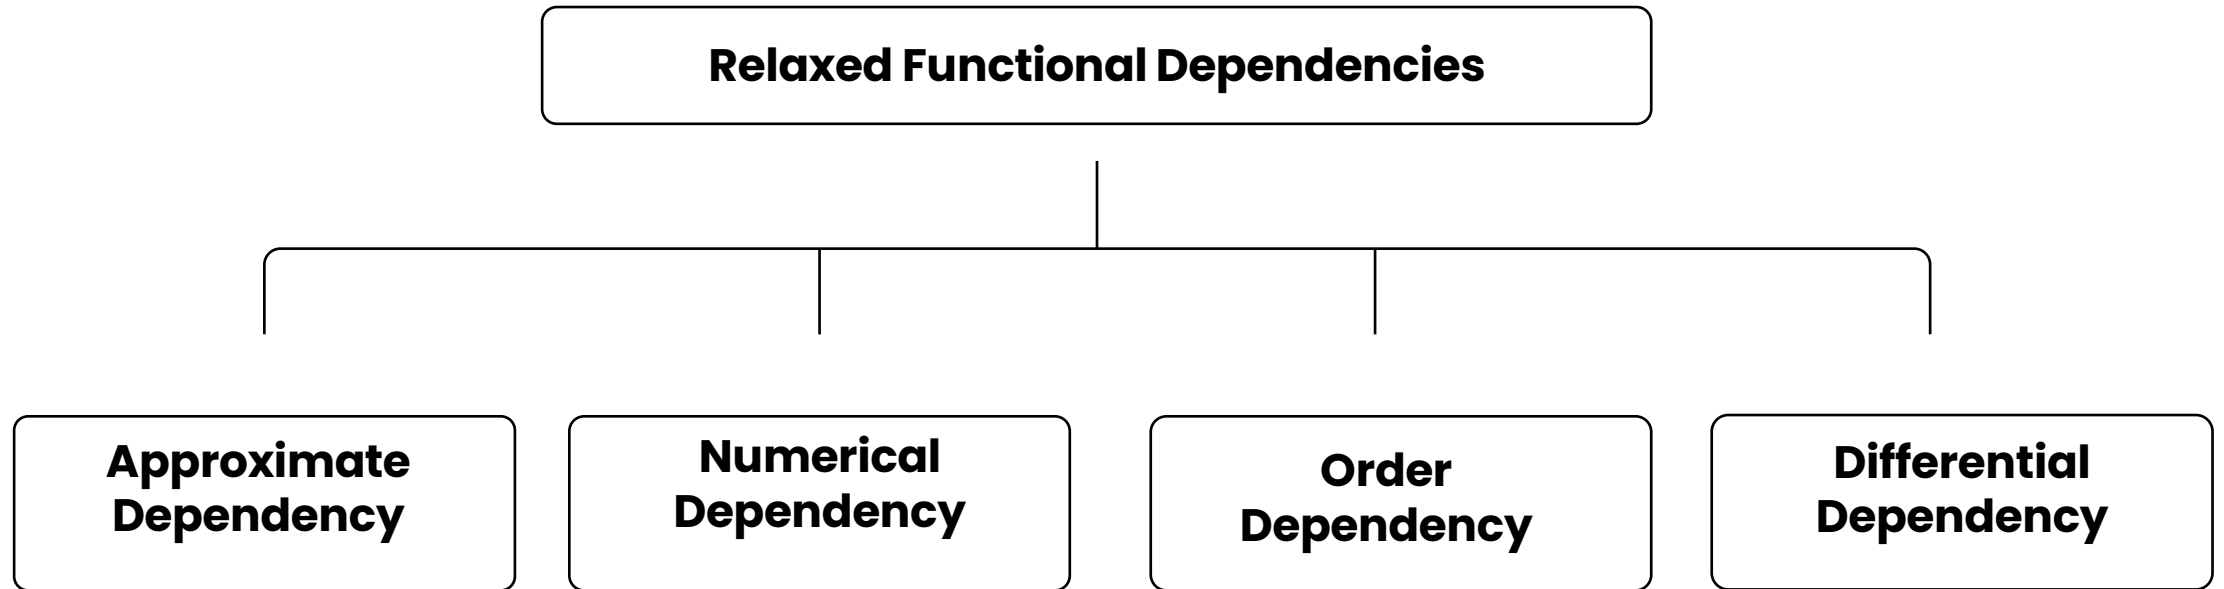 Relaxed Functional Dependencies
Approximate
Dependency
Numerical
Dependency
Order
Dependency
Differential
Dependency